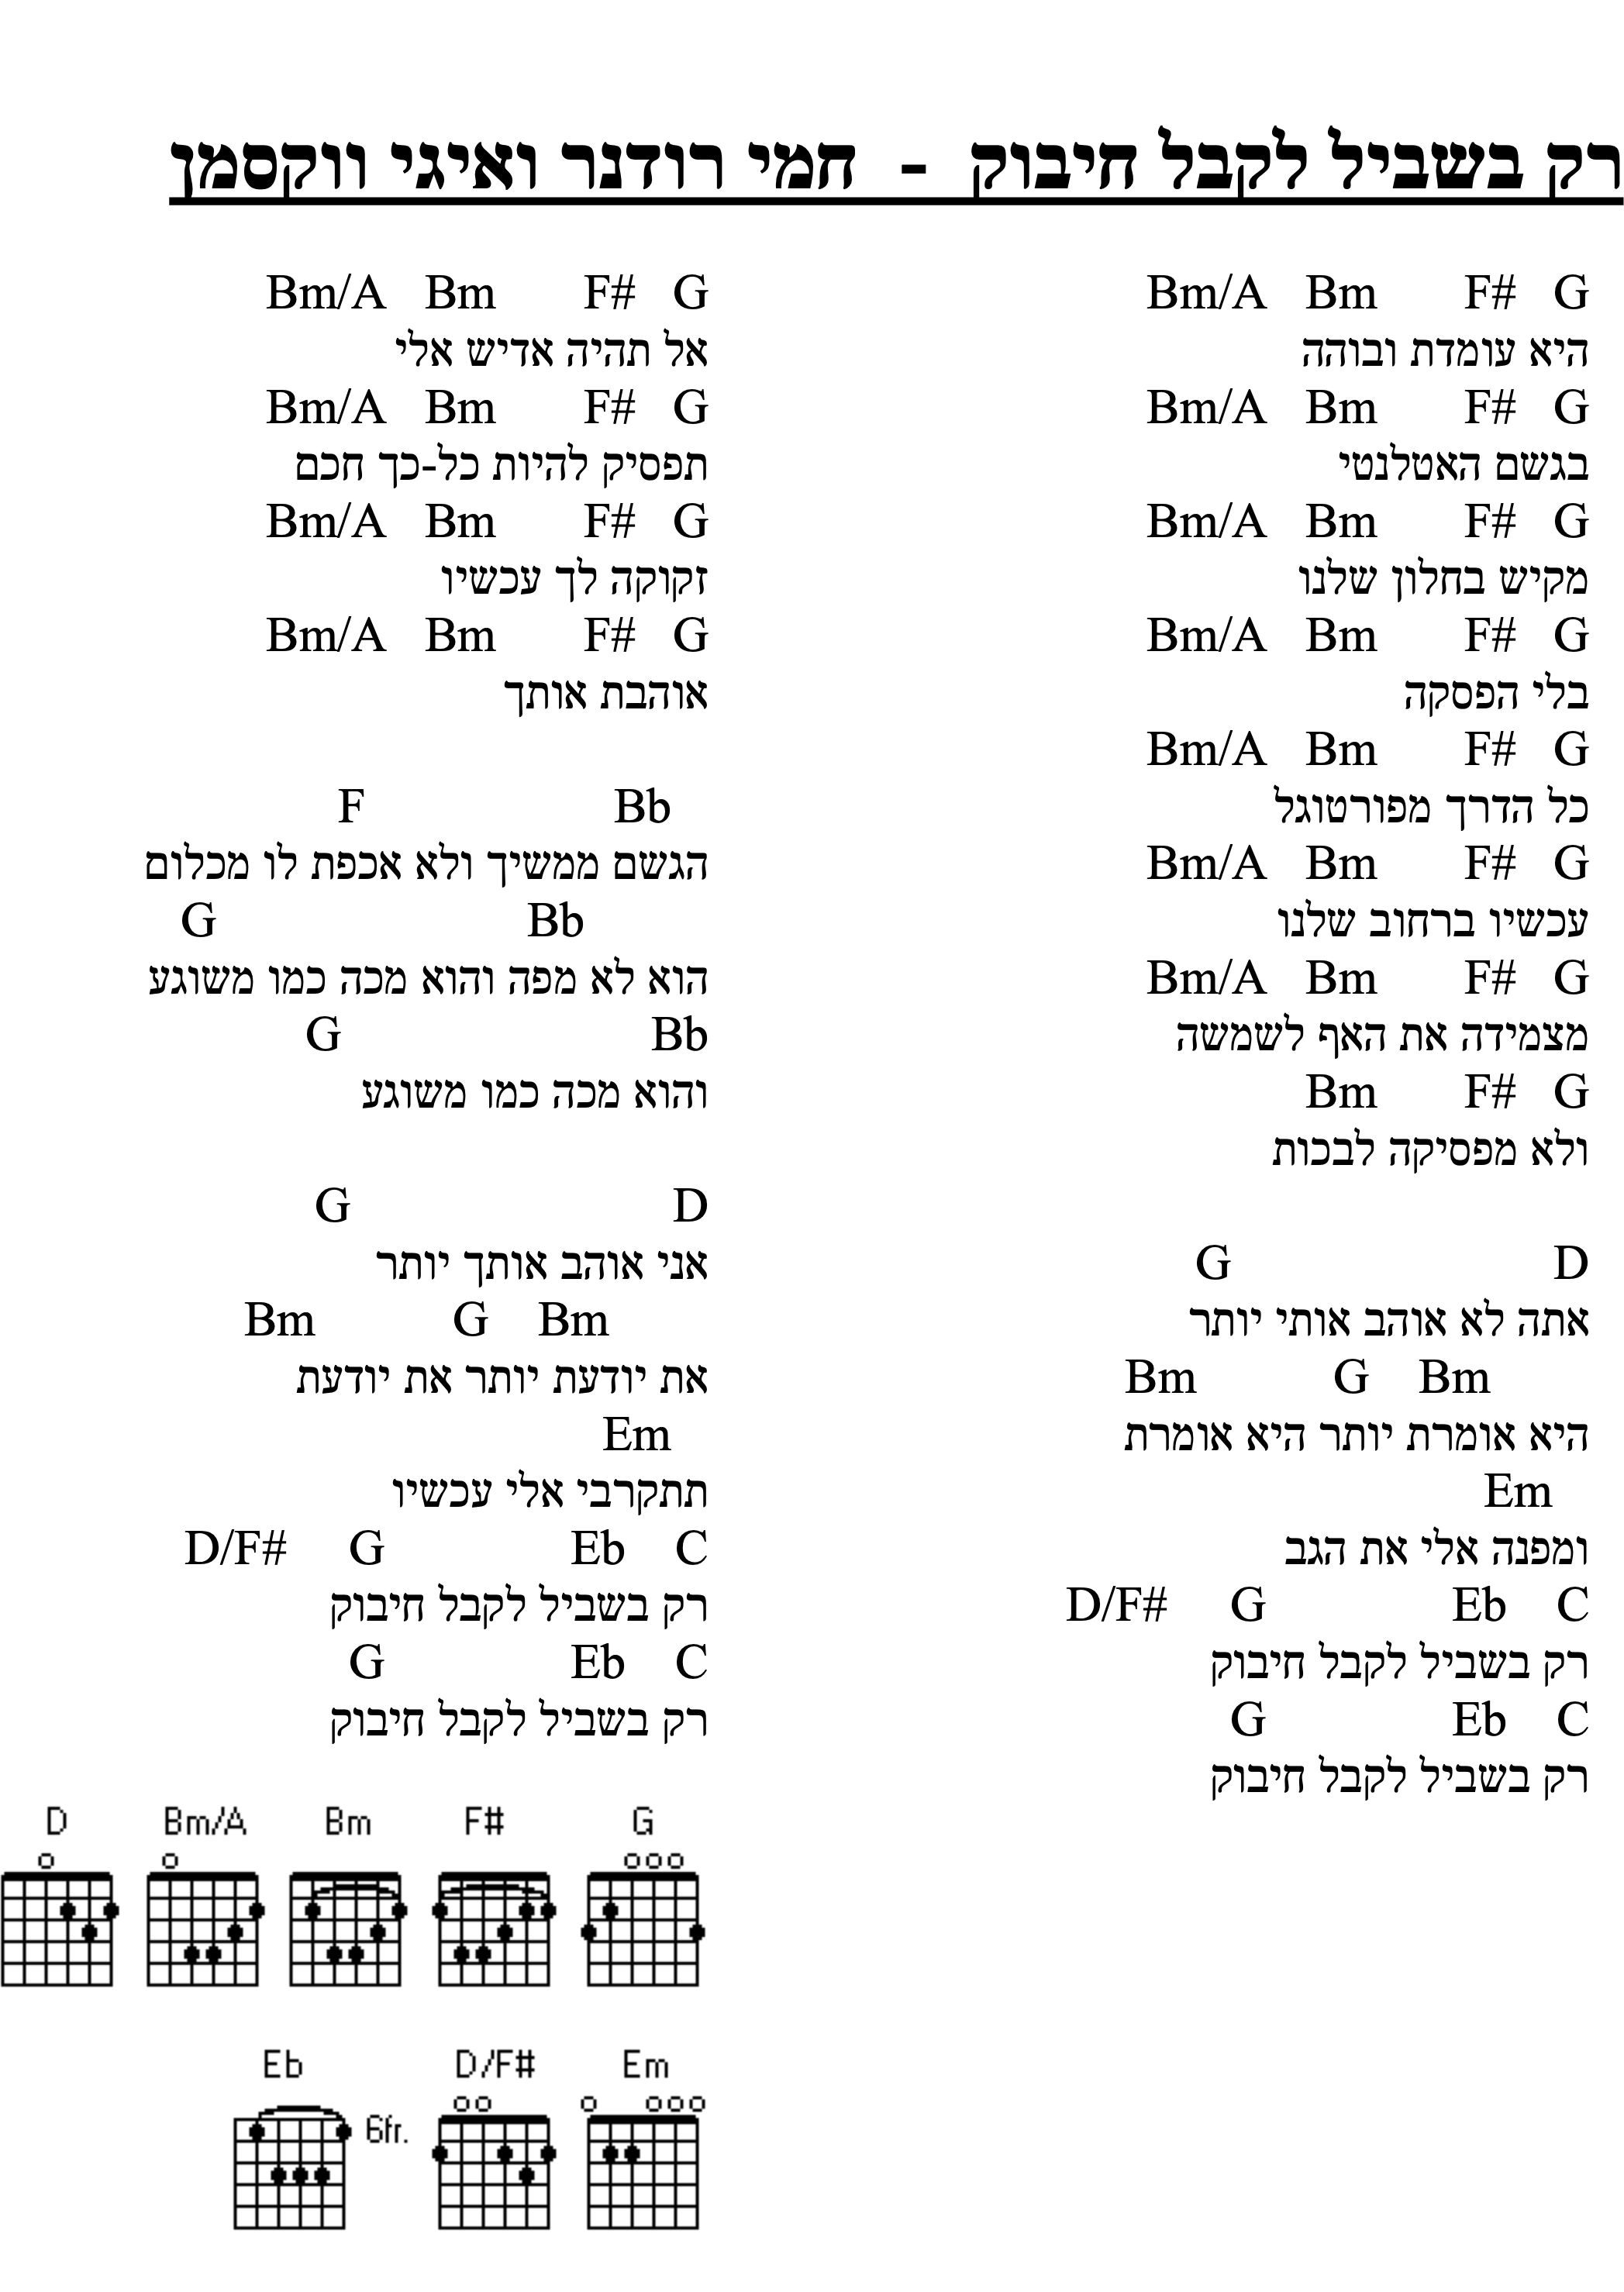 רק בשביל לקבל חיבוק - חמי רודנר ואיגי ווקסמן
Bm/A Bm F# G
היא עומדת ובוהה
Bm/A Bm F# G
בגשם האטלנטי
Bm/A Bm F# G
מקיש בחלון שלנו
Bm/A Bm F# G
בלי הפסקה
Bm/A Bm F# G
כל הדרך מפורטוגל
Bm/A Bm F# G
עכשיו ברחוב שלנו
Bm/A Bm F# G
מצמידה את האף לשמשה
Bm F# G
ולא מפסיקה לבכות
G D
אתה לא אוהב אותי יותר
Bm G Bm
היא אומרת יותר היא אומרת
Em
ומפנה אלי את הגב
D/F# G Eb C
רק בשביל לקבל חיבוק
G Eb C
רק בשביל לקבל חיבוק
Bm/A Bm F# G
אל תהיה אדיש אלי
Bm/A Bm F# G
תפסיק להיות כל-כך חכם
Bm/A Bm F# G
זקוקה לך עכשיו
Bm/A Bm F# G
אוהבת אותך
F Bb
הגשם ממשיך ולא אכפת לו מכלום
G Bb
הוא לא מפה והוא מכה כמו משוגע
G Bb
והוא מכה כמו משוגע
G D
אני אוהב אותך יותר
Bm G Bm
את יודעת יותר את יודעת
Em
תתקרבי אלי עכשיו
D/F# G Eb C
רק בשביל לקבל חיבוק
G Eb C
רק בשביל לקבל חיבוק
D Bm/A Bm F# G
Eb D/F# Em
6fr.